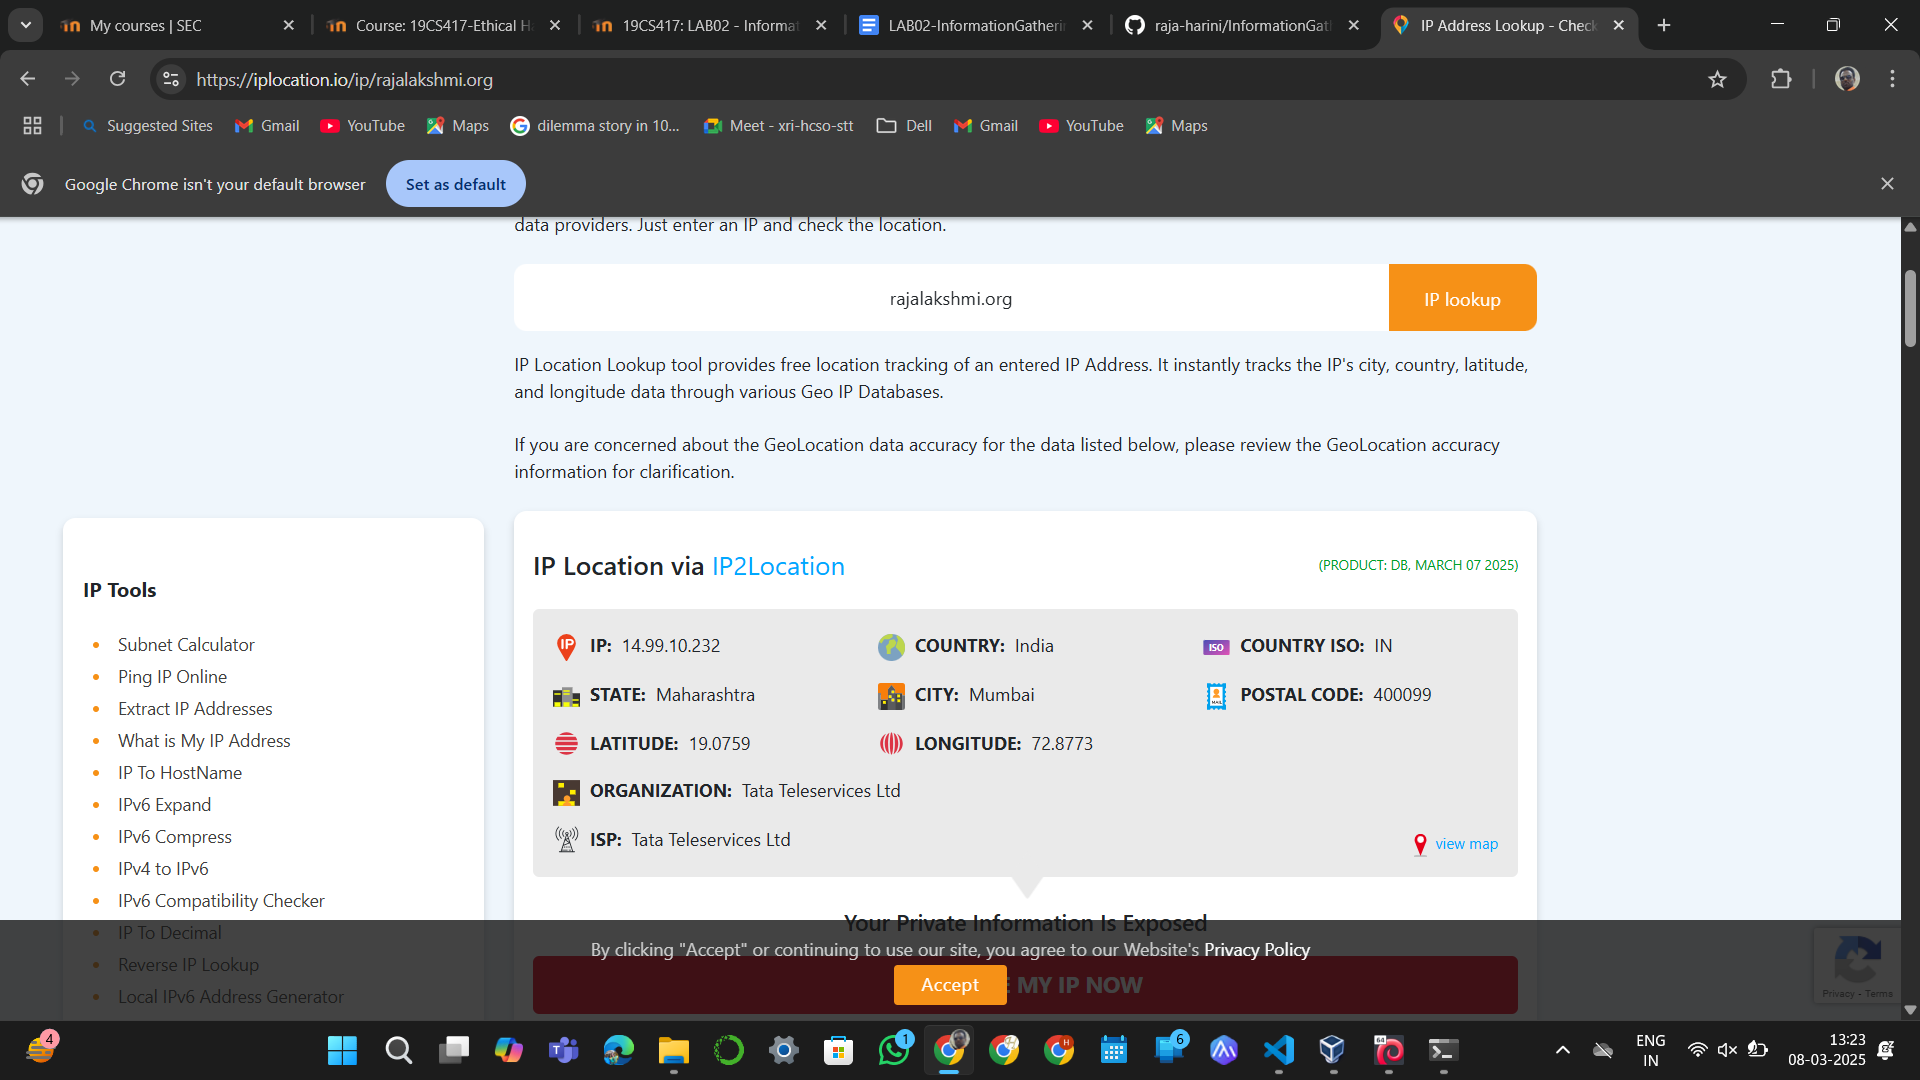 My courses | SEC
Course: 19CS417-Ethical Ha
19CS417: LAB02 - Informat
LAB02-InformationGatherin
raja-harini/InformationGath
IP Address Lookup - Check
https://iplocation.io/ip/rajalakshmi.org
Suggested Sites
Gmail
YouTube
Maps
dilemma story in 10...
Meet - xri-hcso-stt
Dell
Gmail
YouTube
Maps
Google Chrome isn't your default browser
Set as default
data providers. Just enter an IP and check the location.
rajalakshmi.org
IP lookup
IP Location Lookup tool provides free location tracking of an entered IP Address. It instantly tracks the IP's city, country, latitude,
and longitude data through various Geo IP Databases.
If you are concerned about the GeoLocation data accuracy for the data listed below, please review the GeoLocation accuracy
information for clarification.
IP Tools
Subnet Calculator
Ping IP Online
Extract IP Addresses
What is My IP Address
IP To HostName
IPv6 Expand
IPv6 Compress
IPv4 to IPv6
IPv6 Compatibility Checker
IP To Decimal
Reverse IP Lookup
Local IPv6 Address Generator
IP Location via IP2Location
(PRODUCT: DB, MARCH 07 2025)
IP: 14.99.10.232
COUNTRY: India
ISO
COUNTRY ISO: IN
STATE: Maharashtra
CITY: Mumbai
POSTAL CODE: 400099
LATITUDE: 19.0759
LONGITUDE: 72.8773
ORGANIZATION: Tata Teleservices Ltd
ISP: Tata Teleservices Ltd
view map
Your Private Information Is Exposed
By clicking "Accept" or continuing to use our site, you agree to our Website's Privacy Policy
Accept
MY IP NOW
Privacy - Terms
4
1
6
64
ENG
IN
13:23
08-03-2025